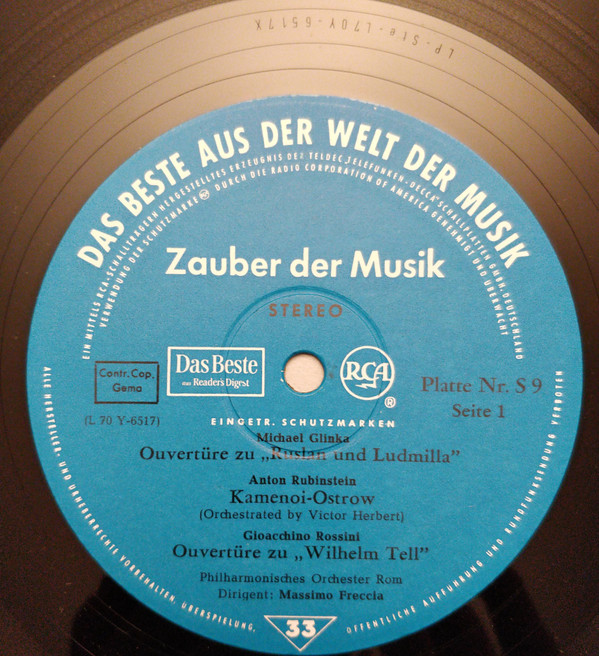 LP-Ste-L70Y-6517X
DAS BESTE AUS DER WELT DER MUSIK
EIN MITTELS RCA-SCHALLTRÄGERN HERGESTELLTES ERZEUGNIS DER TELDEC „TELEFUNKEN-DECCA“ SCHALLPLATTEN GMBH, DEUTSCHLAND
VERWENDUNG DER SCHUTZMARKE DURCH DIE RADIO CORPORATION OF AMERICA GENEHMIGT UND ÜBERWACHT
Zauber der Musik
STEREO
Contr. Cop.
Gema
Das Beste
aus Reader's Digest
RCA
®
Platte Nr. S 9
Seite 1
(L 70 Y-6517)
EINGETR. SCHUTZMARKEN
Michael Glinka
Ouvertüre zu „Ruslan und Ludmilla”
Anton Rubinstein
Kamenoi-Ostrow
(Orchestrated by Victor Herbert)
Gioacchino Rossini
Ouvertüre zu „Wilhelm Tell”
Philharmonisches Orchester Rom
Dirigent: Massimo Freccia
ALLE HERSTELLER- UND URHEBERRECHTE VORBEHALTEN. ÜBERSPIELUNG,
33
ÖFFENTLICHE AUFFÜHRUNG UND RUNDFUNKSENDUNG VERBOTEN